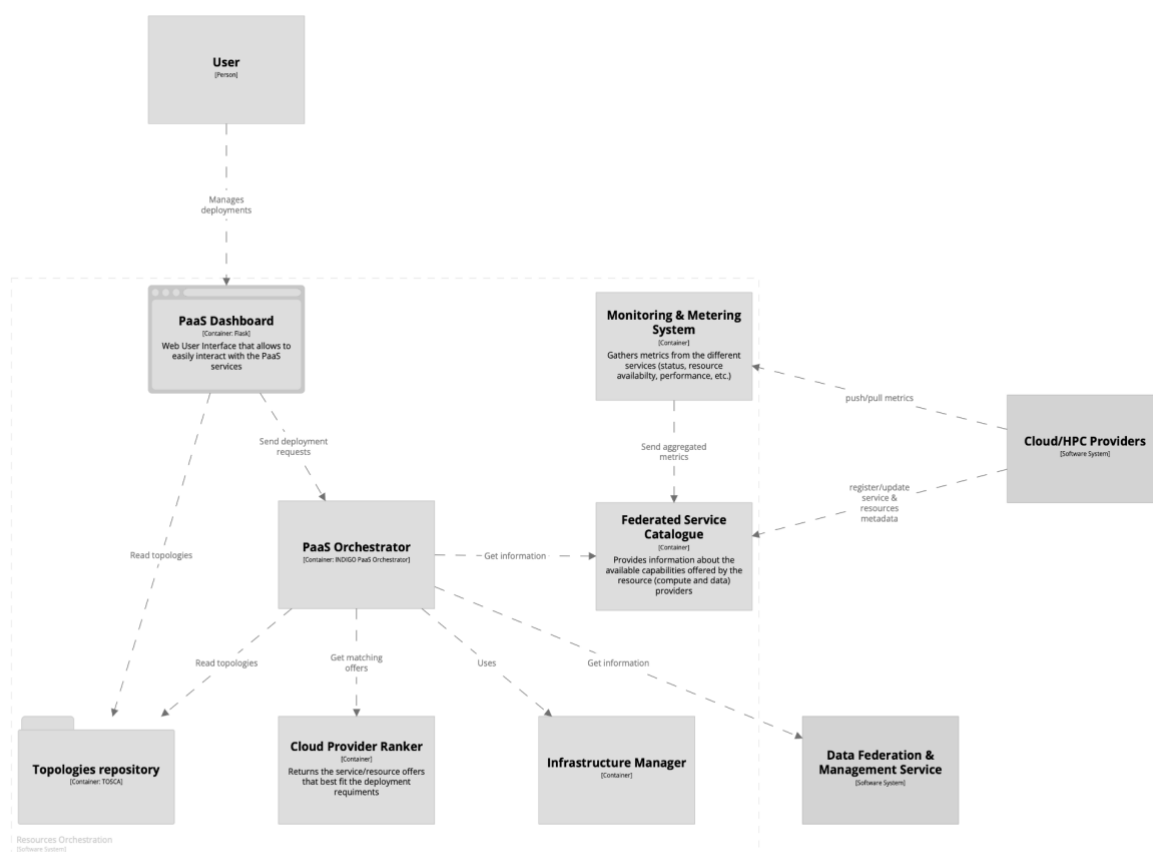 User
[Person]
Manages
deployments
PaaS Dashboard
[Container: Flask]
Web User Interface that allows to
easily interact with the PaaS
services
Monitoring & Metering
System
[Container]
Gathers metrics from the different
services (status, resource
availabilty, performance, etc.)
push/pull metrics
Cloud/HPC Providers
[Software System]
Send deployment
requests
Send aggregated
metrics
register/update
service &
resources
metadata
Read topologies
PaaS Orchestrator
[Container: INDIGO PaaS Orchestrator]
Get information
Federated Service
Catalogue
[Container]
Provides information about the
available capabilities offered by the
resource (compute and data)
providers
Read topologies
Get matching
offers
Uses
Get information
Topologies repository
[Container: TOSCA]
Cloud Provider Ranker
[Container]
Returns the service/resource offers
that best fit the deployment
requiments
Infrastructure Manager
[Container]
Data Federation &
Management Service
[Software System]
Resources Orchestration
[Software System]